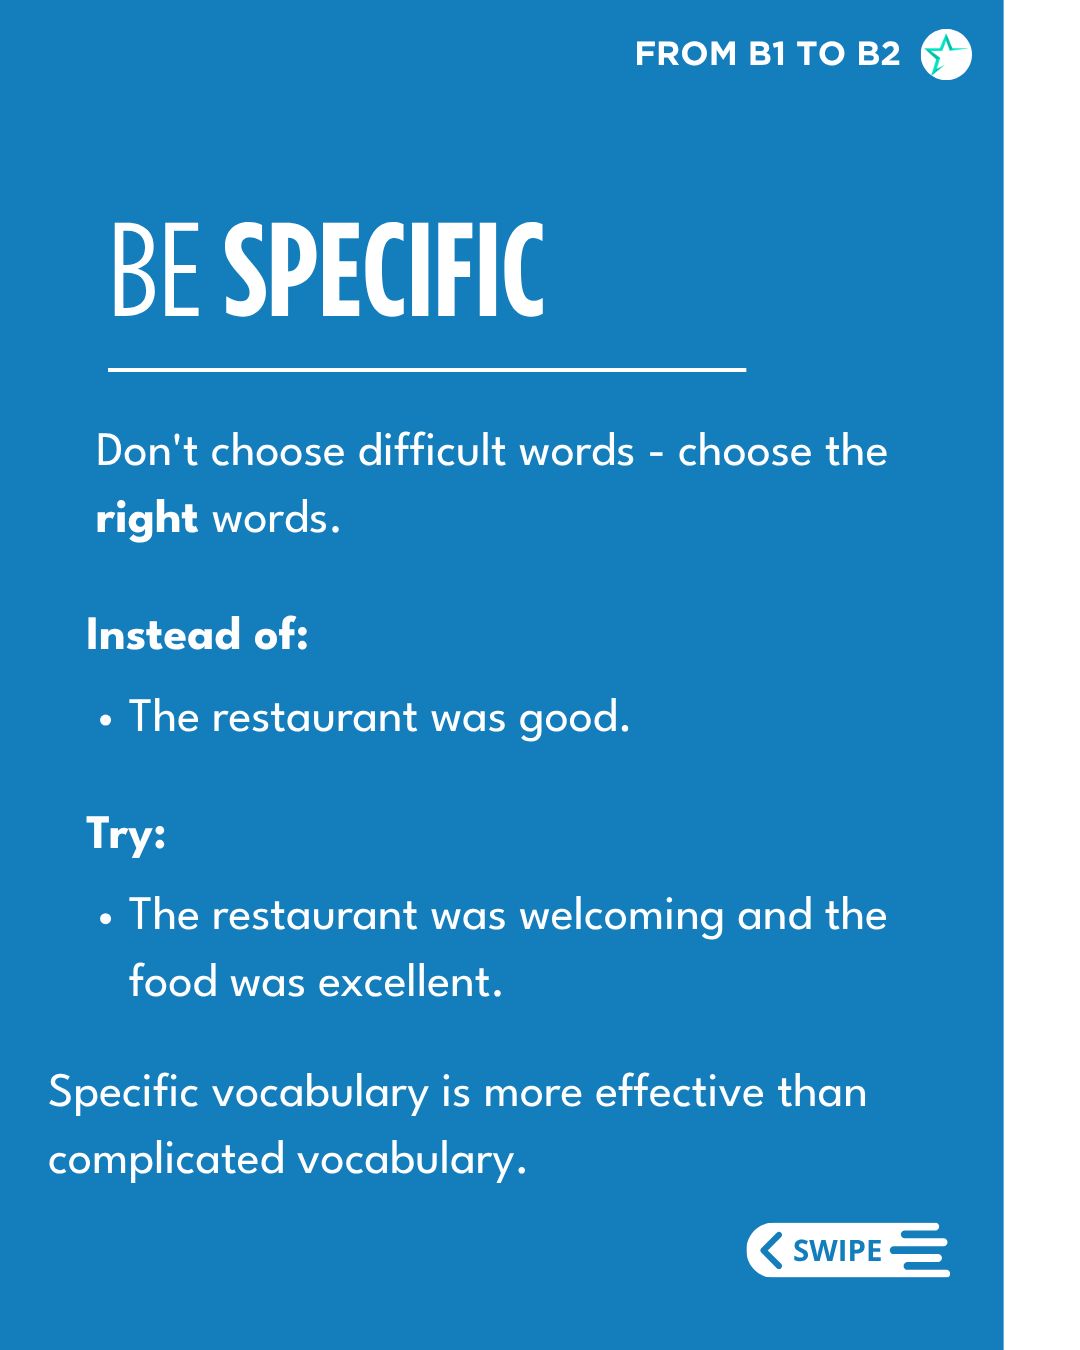 FROM B1 TO B2
BE SPECIFIC
Don't choose difficult words - choose the
right words.
Instead of:
• The restaurant was good.
Try:
• The restaurant was welcoming and the
food was excellent.
Specific vocabulary is more effective than
complicated vocabulary.
SWIPE